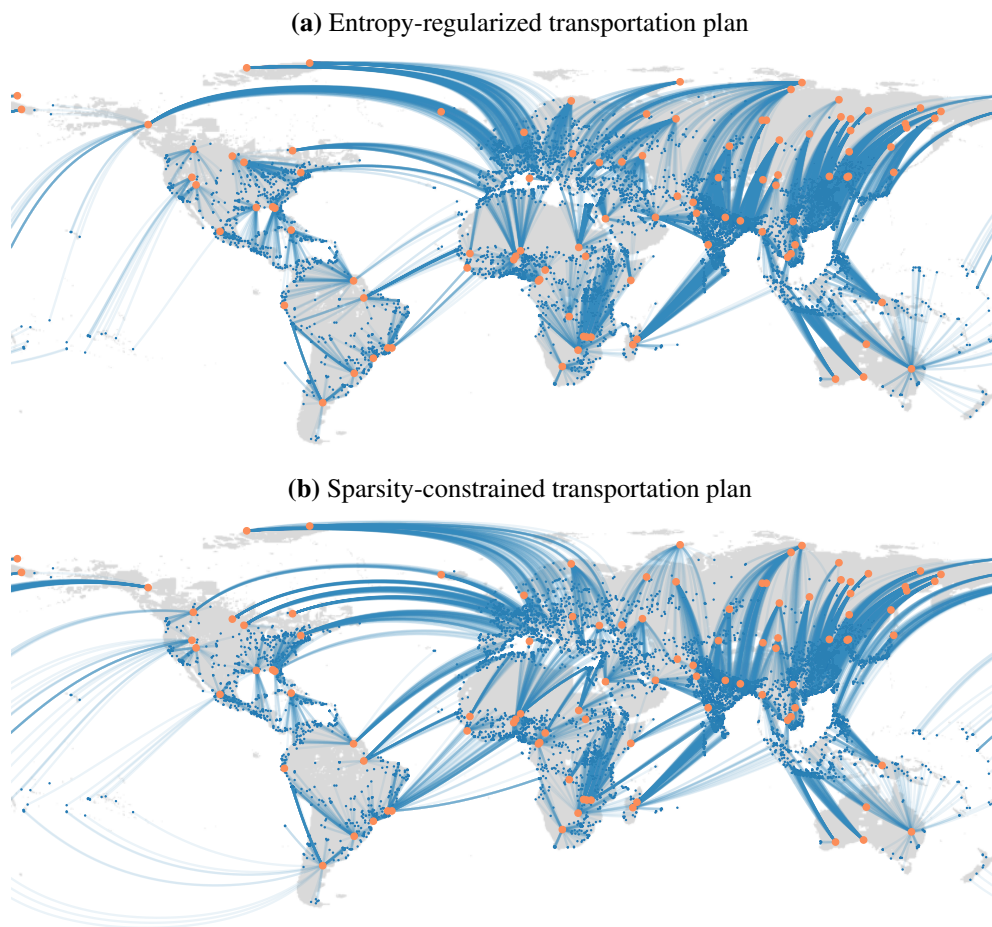 (a) Entropy-regularized transportation plan
(b) Sparsity-constrained transportation plan